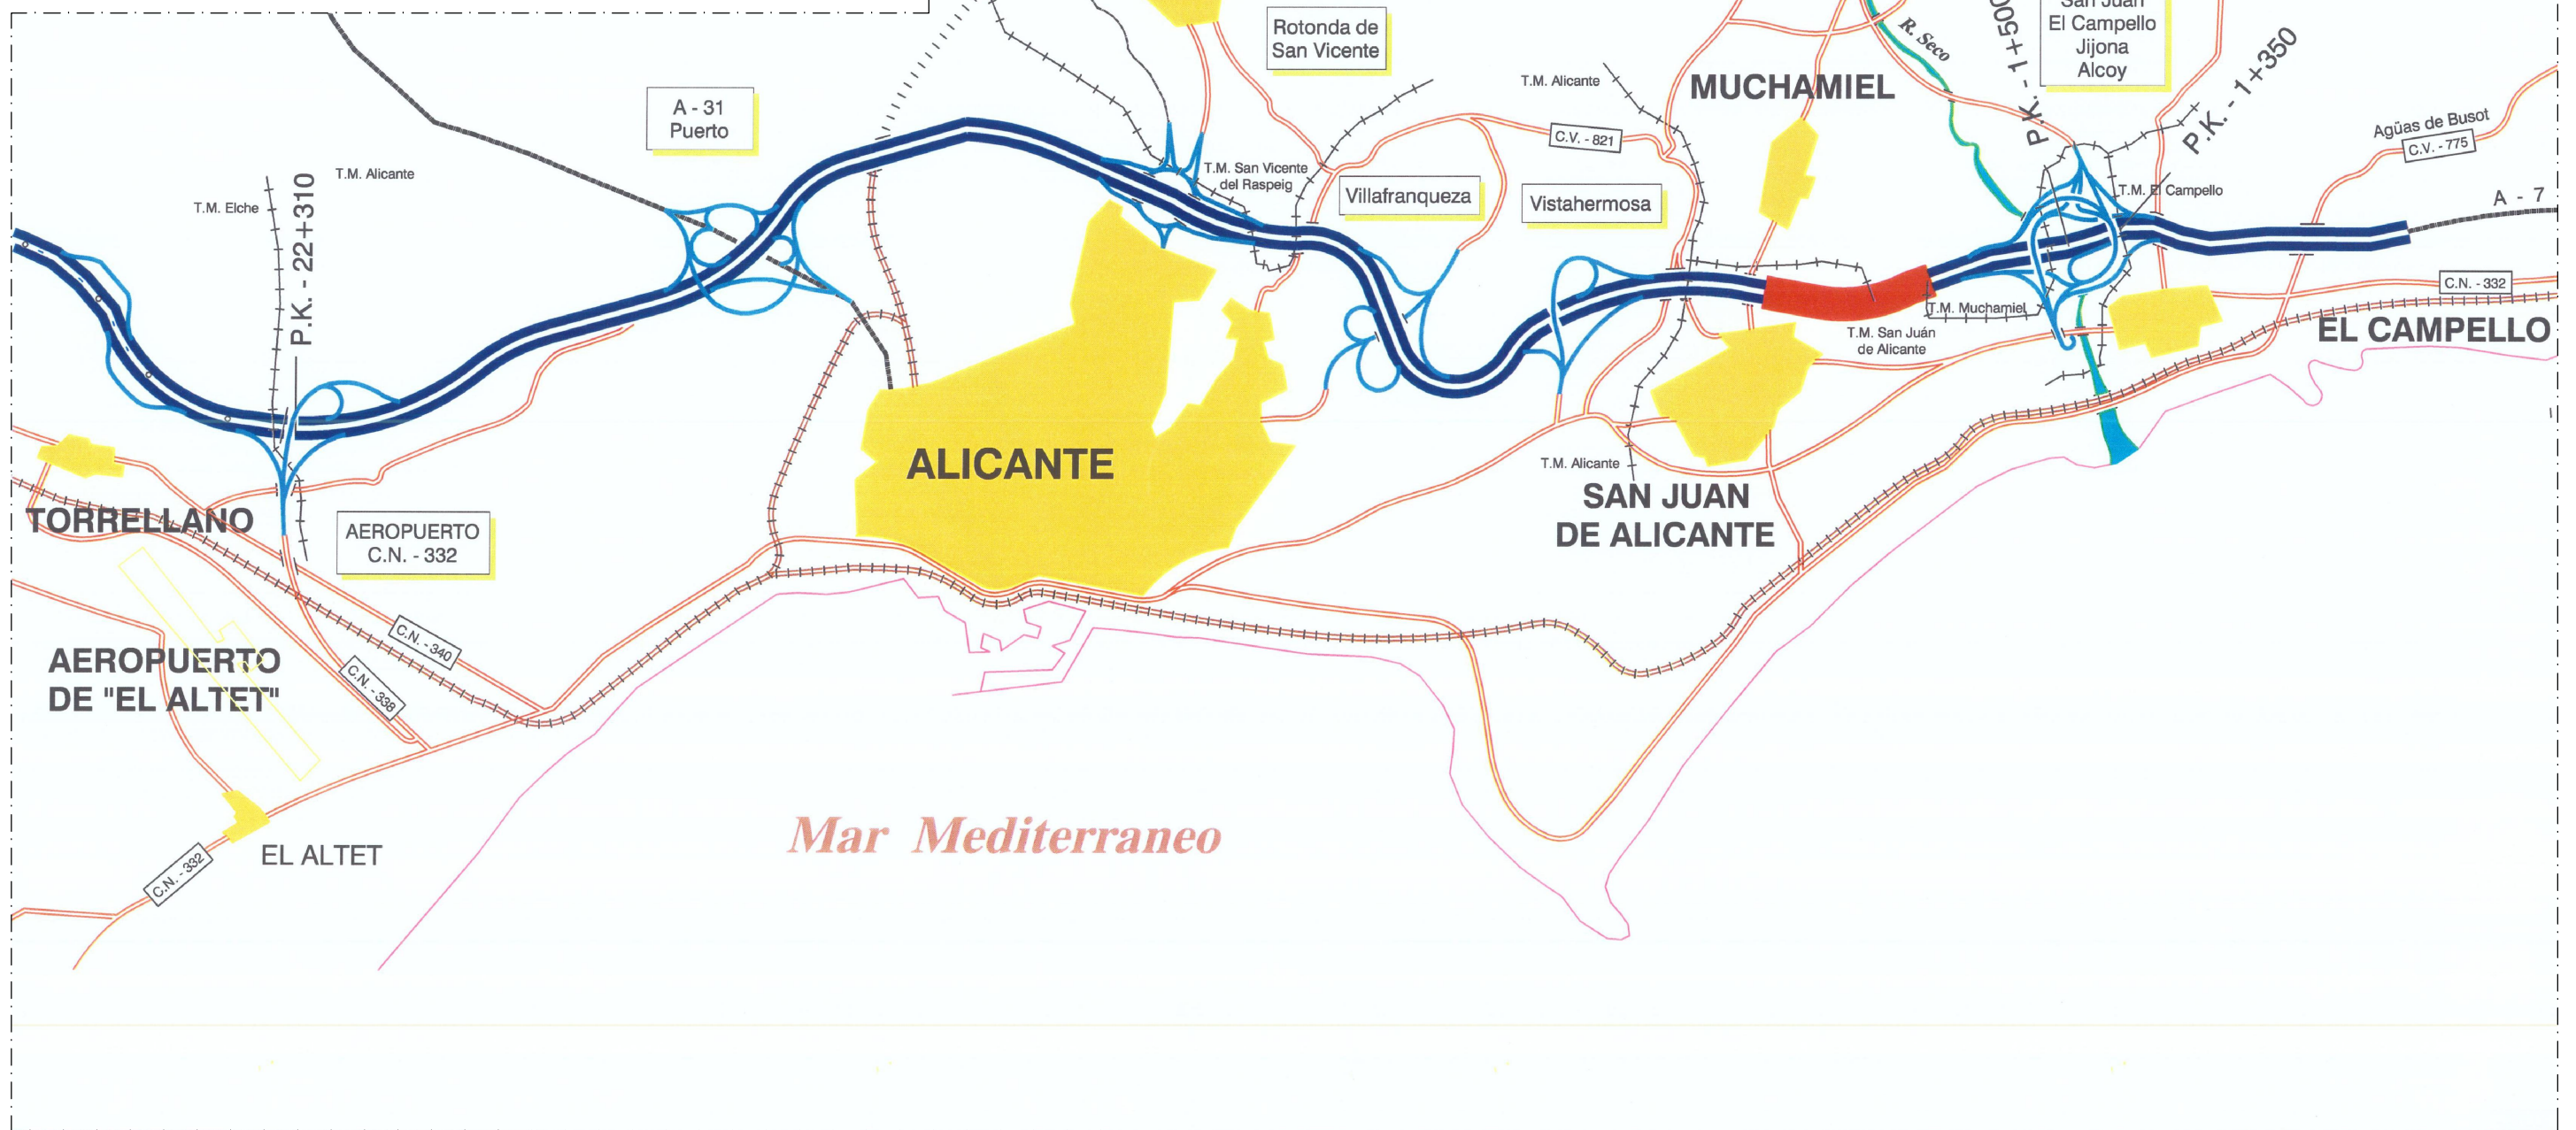 San Juan
El Campello
Jijona
Alcoy
Rotonda de
San Vicente
R. Seco
P.K. - 1+500
P.K. - 1+350
A - 31
Puerto
T.M. Alicante
MUCHAMIEL
Agüas de Busot
C.V. - 775
C.V. - 821
T.M. Alicante
T.M. Elche
P.K. - 22+310
T.M. San Vicente
del Raspeig
Villafranqueza
Vistahermosa
T.M. El Campello
A - 7
C.N. - 332
T.M. Muchamiel
T.M. San Juán
de Alicante
EL CAMPELLO
ALICANTE
T.M. Alicante
SAN JUAN
DE ALICANTE
TORRELLANO
AEROPUERTO
C.N. - 332
C.N. - 340
C.N. - 338
AEROPUERTO
DE "EL ALTET"
Mar Mediterraneo
EL ALTET
C.N. - 332